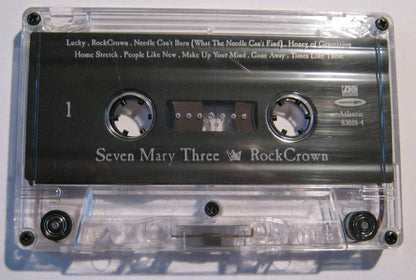 Lucky . RockCrown . Needle Can't Burn (What The Needle Can't Find) . Honey of Generation
Home Stretch . People Like New . Make Up Your Mind . Gone Away . Times Like These
1
Atlantic
83018-4
Seven Mary Three RockCrown